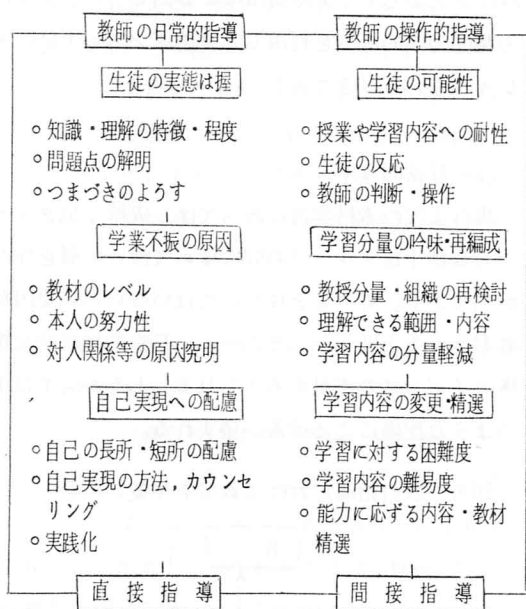 教師の日常的指導
生徒の実態は握
○知識・理解の特徴・程度
○問題点の解明
○つまづきのようす
学業不振の原因
○教材のレベル
○本人の努力性
○対人関係等の原因究明
自己実現への配慮
○自己の長所・短所の配慮
○自己実現の方法，カウンセ
リング
○実践化
直接指導
教師の操作的指導
生徒の可能性
○授業や学習内容への耐性
○生徒の反応
○教師の判断・操作
学習分量の吟味・再編成
○教授分量・組織の再検討
○理解できる範囲・内容
○学習内容の分量軽減
学習内容の変更・精選
○学習に対する困難度
○学習内容の難易度
○能力に応ずる内容・教材
精選
間接指導